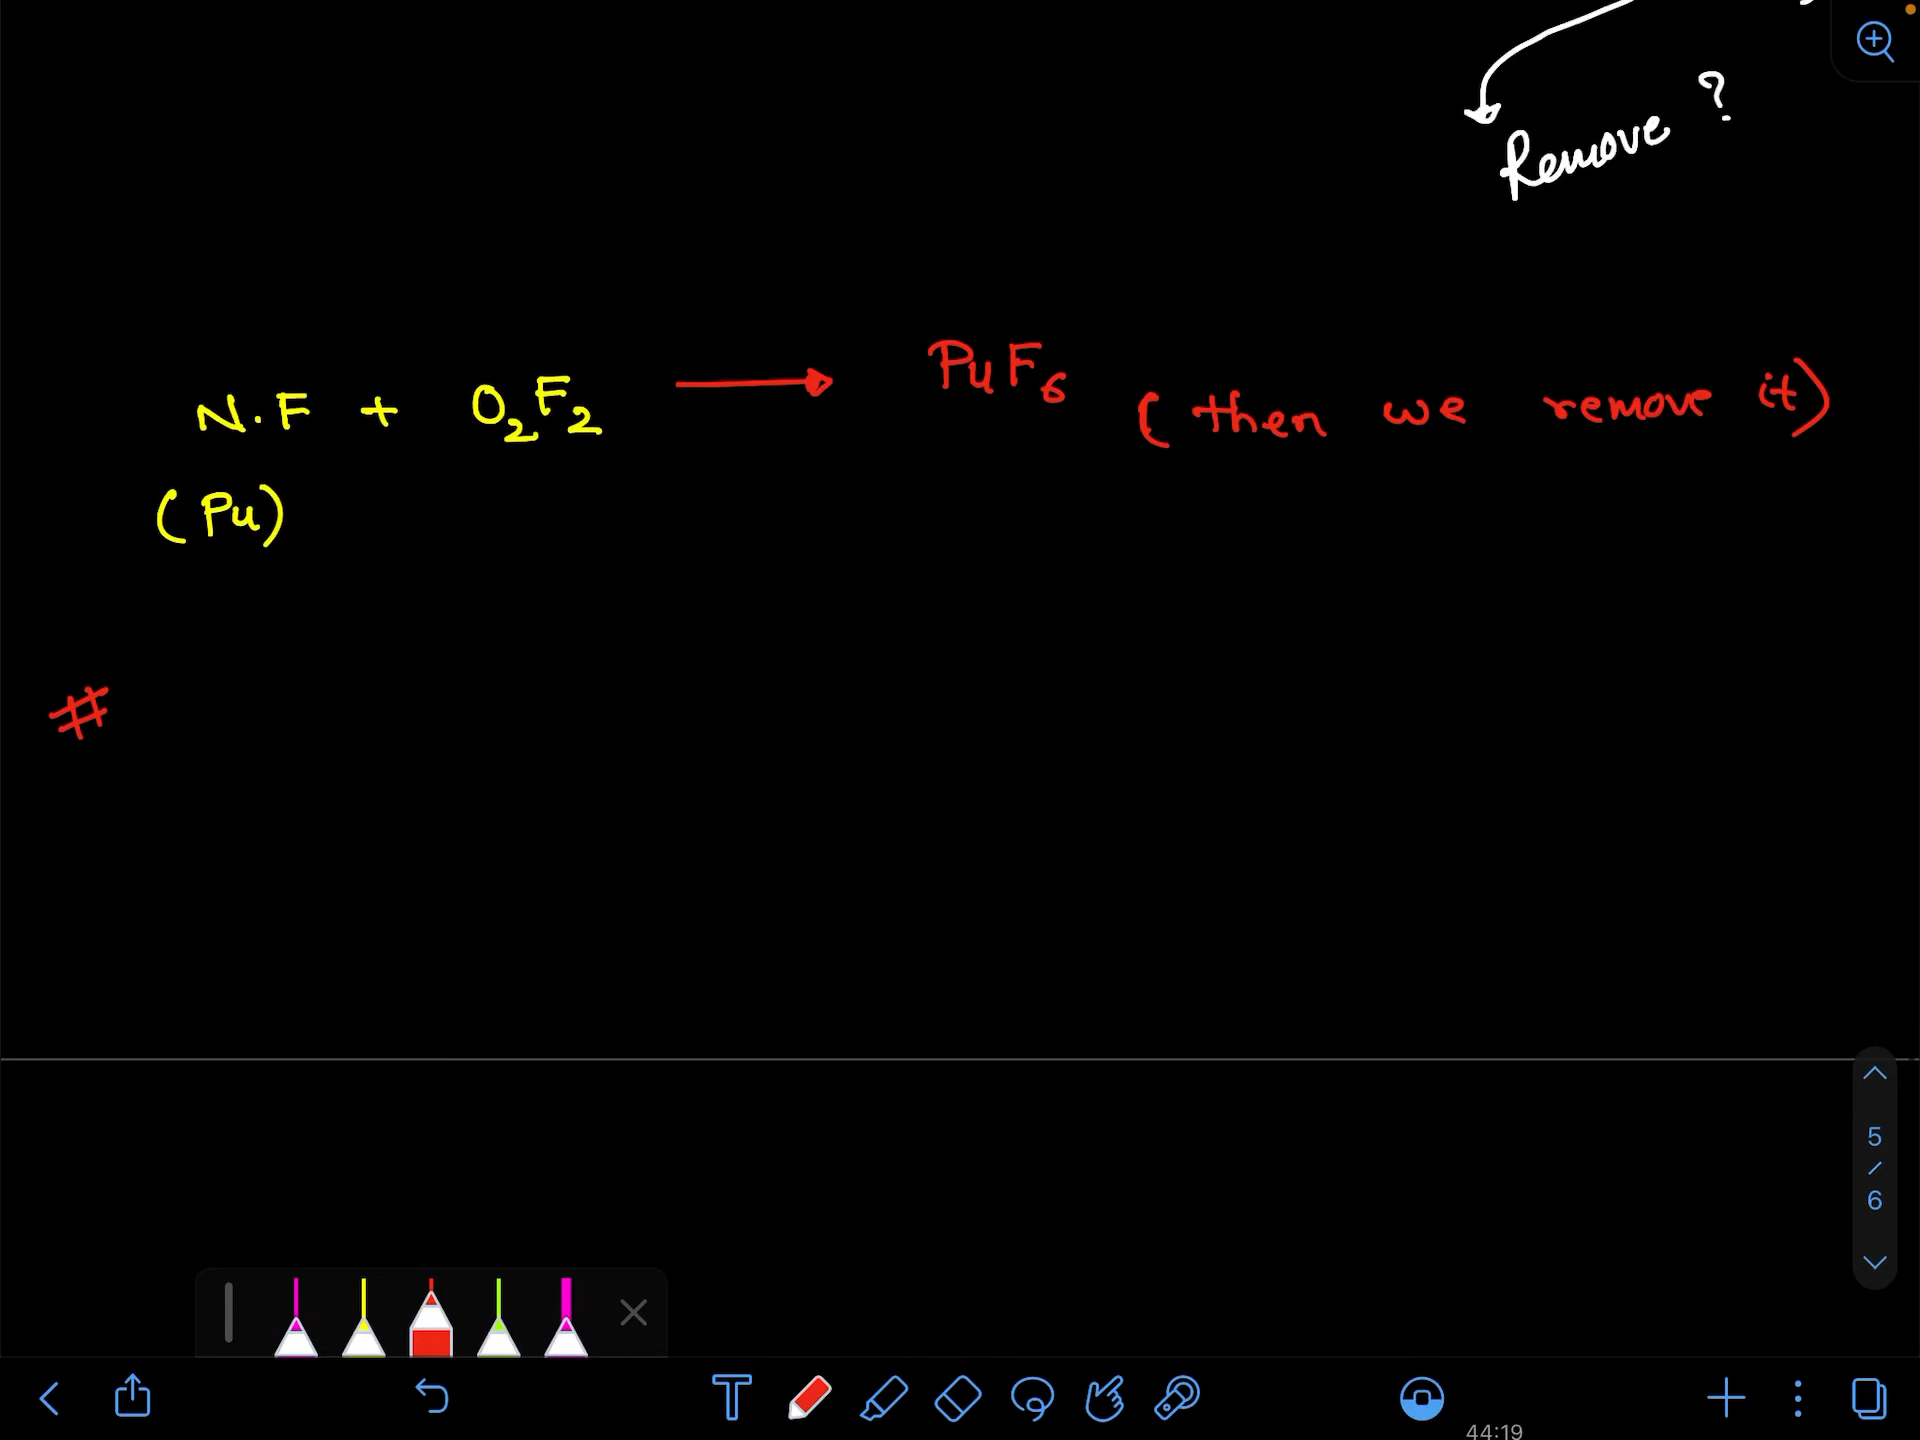 Remove ?
N.F + O₂F₂ → PuF₆ (then we remove it)
(Pu)
#
5
/
6
44:19